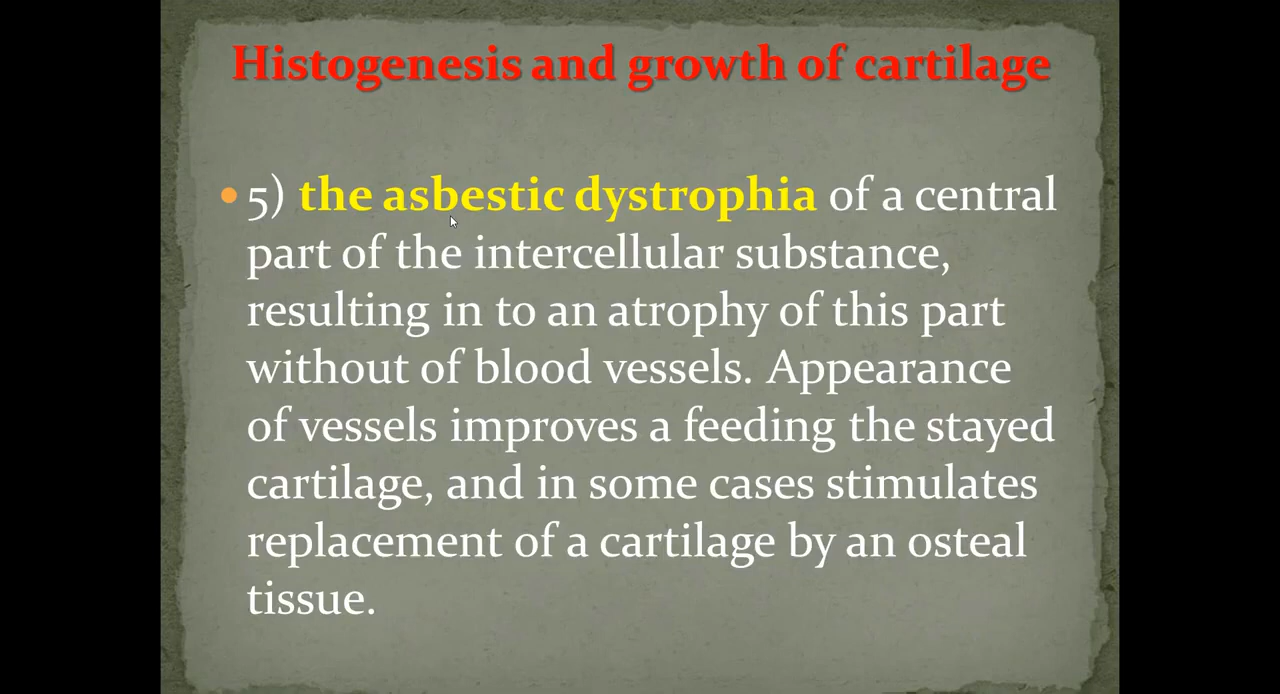 Histogenesis and growth of cartilage
• 5) the asbestic dystrophia of a central
part of the intercellular substance,
resulting in to an atrophy of this part
without of blood vessels. Appearance
of vessels improves a feeding the stayed
cartilage, and in some cases stimulates
replacement of a cartilage by an osteal
tissue.